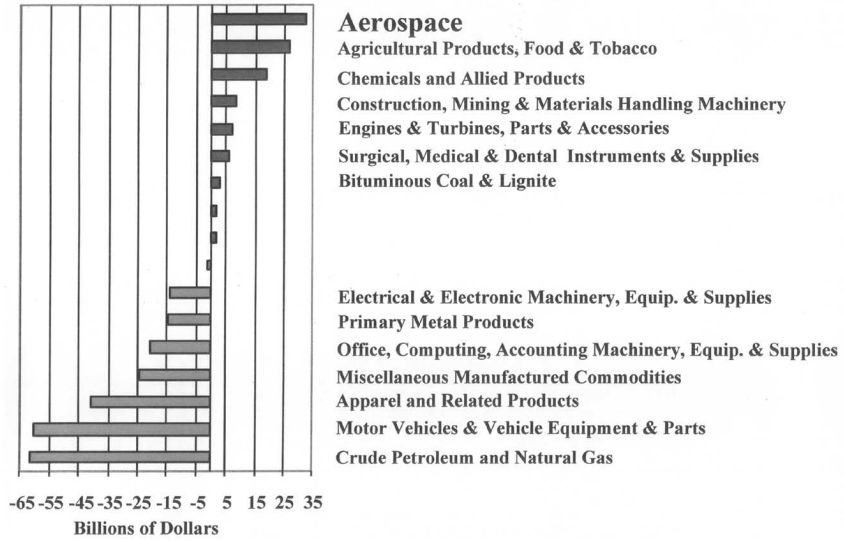 Aerospace
Agricultural Products, Food & Tobacco
Chemicals and Allied Products
Construction, Mining & Materials Handling Machinery
Engines & Turbines, Parts & Accessories
Surgical, Medical & Dental Instruments & Supplies
Bituminous Coal & Lignite
Electrical & Electronic Machinery, Equip. & Supplies
Primary Metal Products
Office, Computing, Accounting Machinery, Equip. & Supplies
Miscellaneous Manufactured Commodities
Apparel and Related Products
Motor Vehicles & Vehicle Equipment & Parts
Crude Petroleum and Natural Gas
-65 -55 -45 -35 -25 -15 -5 5 15 25 35
Billions of Dollars